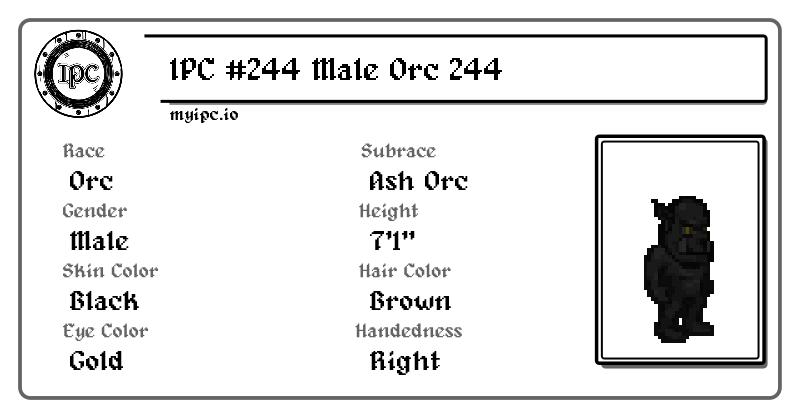 IPC
IPC #244 Male Orc 244
myipc.io
Race
Orc
Subrace
Ash Orc
Gender
Male
Height
7'1"
Skin Color
Black
Hair Color
Brown
Eye Color
Gold
Handedness
Right